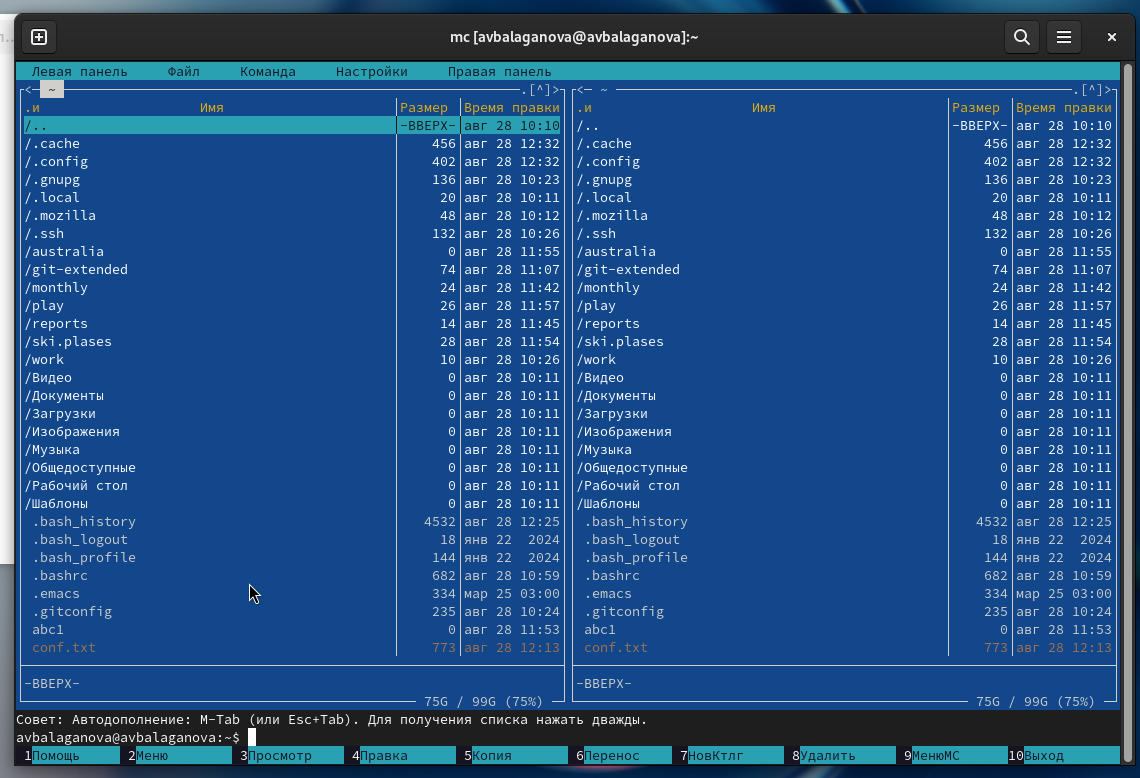 mc [avbalaganova@avbalaganova]:~
Левая панель Файл Команда Настройки Правая панель
<— ~ .[^]> <— ~ .[^]>
.и Имя Размер Время правки .и Имя Размер Время правки
/.. -ВВЕРХ- авг 28 10:10 /.. -ВВЕРХ- авг 28 10:10
/.cache 456 авг 28 12:32 /.cache 456 авг 28 12:32
/.config 402 авг 28 12:32 /.config 402 авг 28 12:32
/.gnupg 136 авг 28 10:23 /.gnupg 136 авг 28 10:23
/.local 20 авг 28 10:11 /.local 20 авг 28 10:11
/.mozilla 48 авг 28 10:12 /.mozilla 48 авг 28 10:12
/.ssh 132 авг 28 10:26 /.ssh 132 авг 28 10:26
/australia 0 авг 28 11:55 /australia 0 авг 28 11:55
/git-extended 74 авг 28 11:07 /git-extended 74 авг 28 11:07
/monthly 24 авг 28 11:42 /monthly 24 авг 28 11:42
/play 26 авг 28 11:57 /play 26 авг 28 11:57
/reports 14 авг 28 11:45 /reports 14 авг 28 11:45
/ski.plases 28 авг 28 11:54 /ski.plases 28 авг 28 11:54
/work 10 авг 28 10:26 /work 10 авг 28 10:26
/Видео 0 авг 28 10:11 /Видео 0 авг 28 10:11
/Документы 0 авг 28 10:11 /Документы 0 авг 28 10:11
/Загрузки 0 авг 28 10:11 /Загрузки 0 авг 28 10:11
/Изображения 0 авг 28 10:11 /Изображения 0 авг 28 10:11
/Музыка 0 авг 28 10:11 /Музыка 0 авг 28 10:11
/Общедоступные 0 авг 28 10:11 /Общедоступные 0 авг 28 10:11
/Рабочий стол 0 авг 28 10:11 /Рабочий стол 0 авг 28 10:11
/Шаблоны 0 авг 28 10:11 /Шаблоны 0 авг 28 10:11
.bash_history 4532 авг 28 12:25 .bash_history 4532 авг 28 12:25
.bash_logout 18 янв 22 2024 .bash_logout 18 янв 22 2024
.bash_profile 144 янв 22 2024 .bash_profile 144 янв 22 2024
.bashrc 682 авг 28 10:59 .bashrc 682 авг 28 10:59
.emacs 334 мар 25 03:00 .emacs 334 мар 25 03:00
.gitconfig 235 авг 28 10:24 .gitconfig 235 авг 28 10:24
abc1 0 авг 28 11:53 abc1 0 авг 28 11:53
conf.txt 773 авг 28 12:13 conf.txt 773 авг 28 12:13
-ВВЕРХ- -ВВЕРХ-
75G / 99G (75%) 75G / 99G (75%)
Совет: Автодополнение: M-Tab (или Esc+Tab). Для получения списка нажать дважды.
avbalaganova@avbalaganova:~$
1Помощь 2Меню 3Просмотр 4Правка 5Копия 6Перенос 7НовКтлг 8Удалить 9МенюМС 10Выход